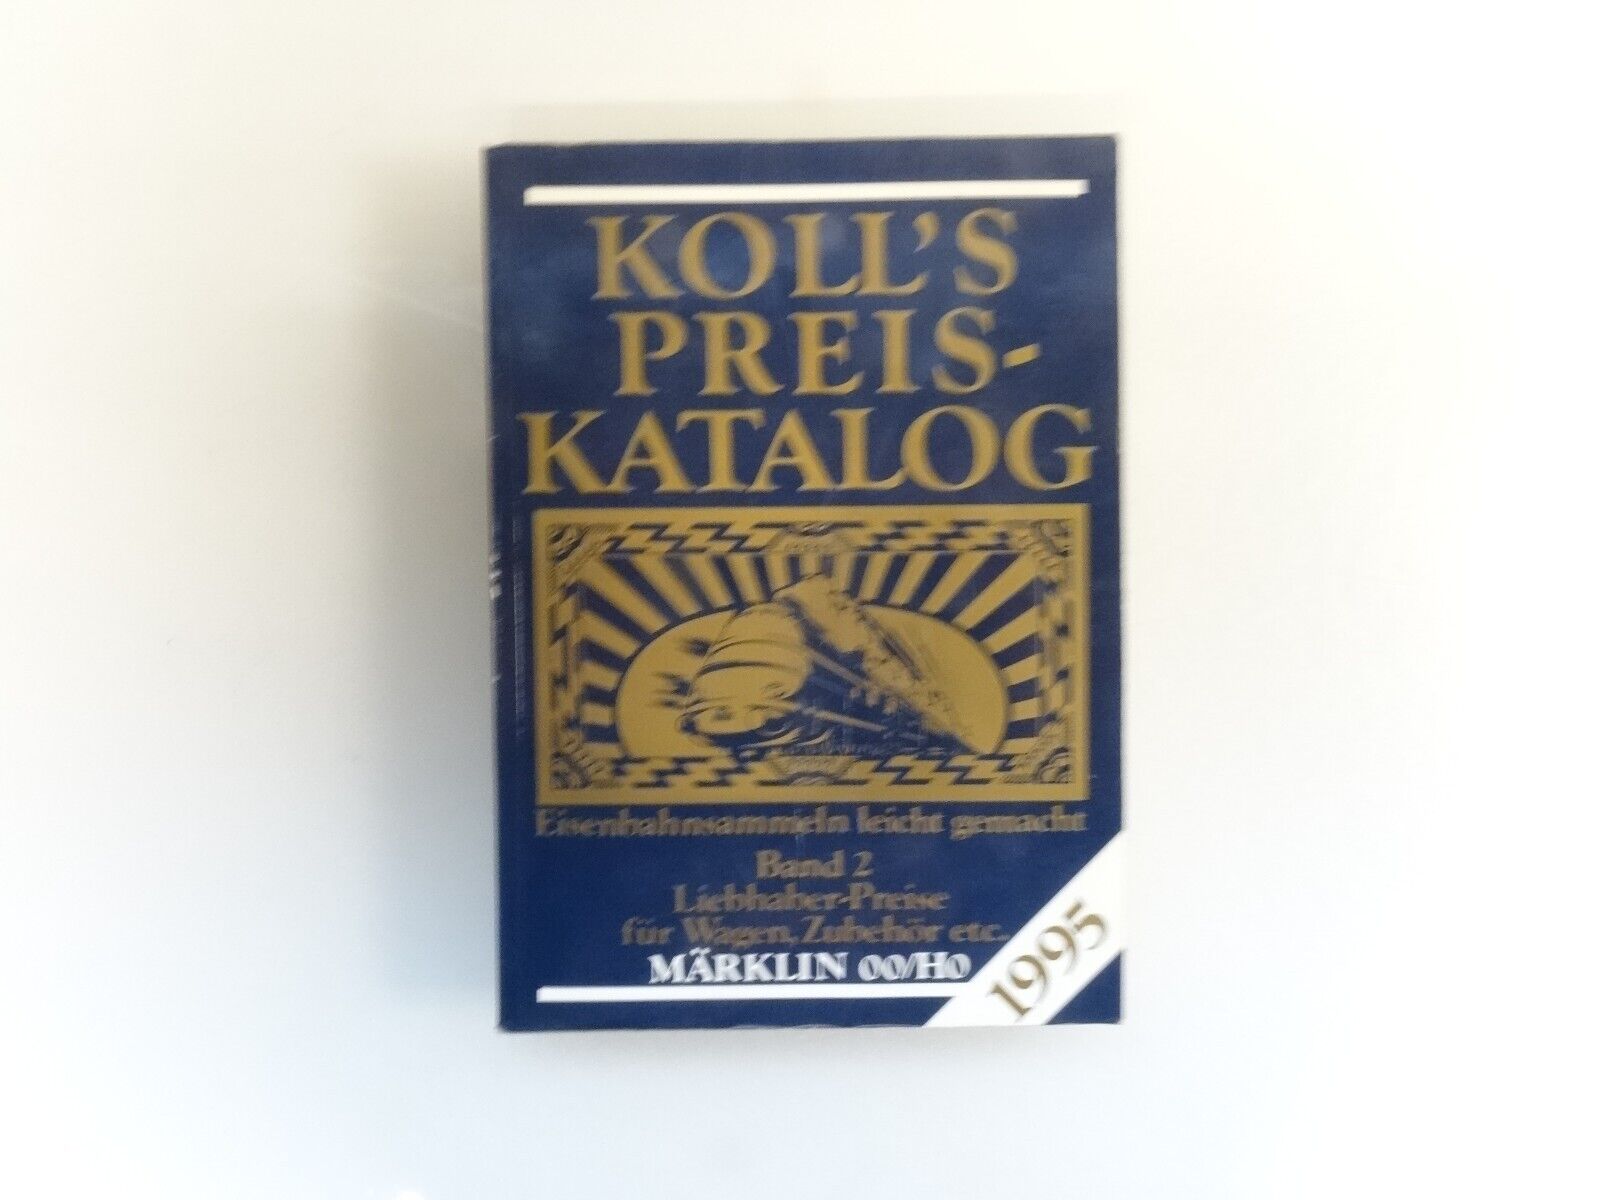 KOLL'S
PREIS-
KATALOG
Eisenbahnsammeln leicht gemacht
Band 2
Liebhaber-Preise
für Wagen, Zubehör etc.
MÄRKLIN 00/H0
1995